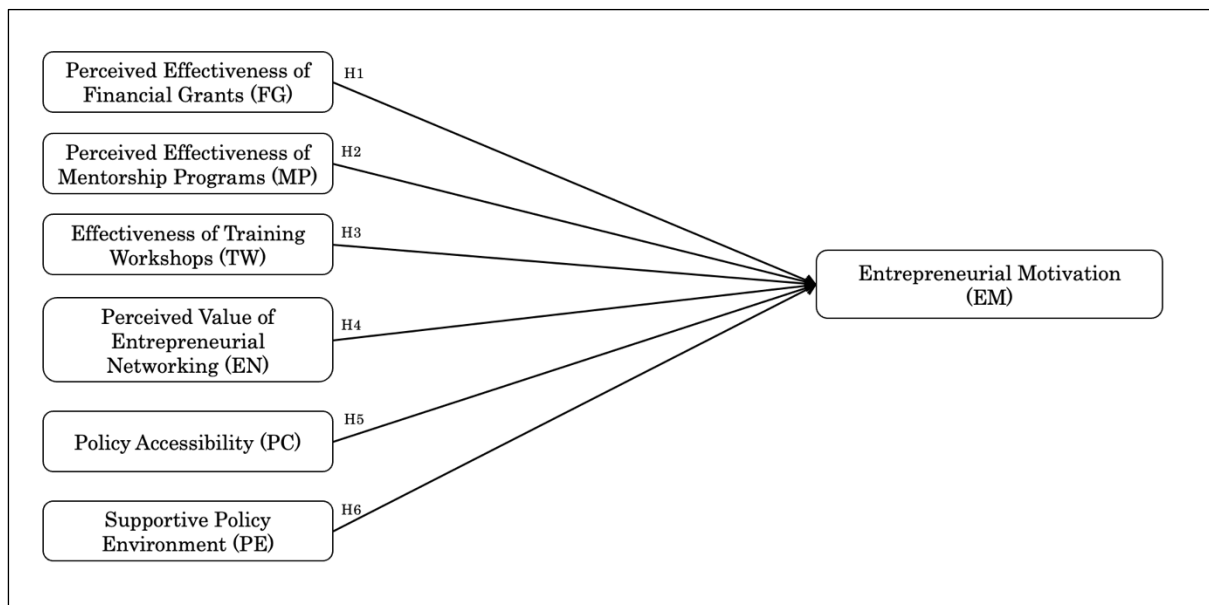 Perceived Effectiveness of
Financial Grants (FG)
H1
Perceived Effectiveness of
Mentorship Programs (MP)
H2
Effectiveness of Training
Workshops (TW)
H3
Perceived Value of
Entrepreneurial
Networking (EN)
H4
Policy Accessibility (PC)
H5
Supportive Policy
Environment (PE)
H6
Entrepreneurial Motivation
(EM)